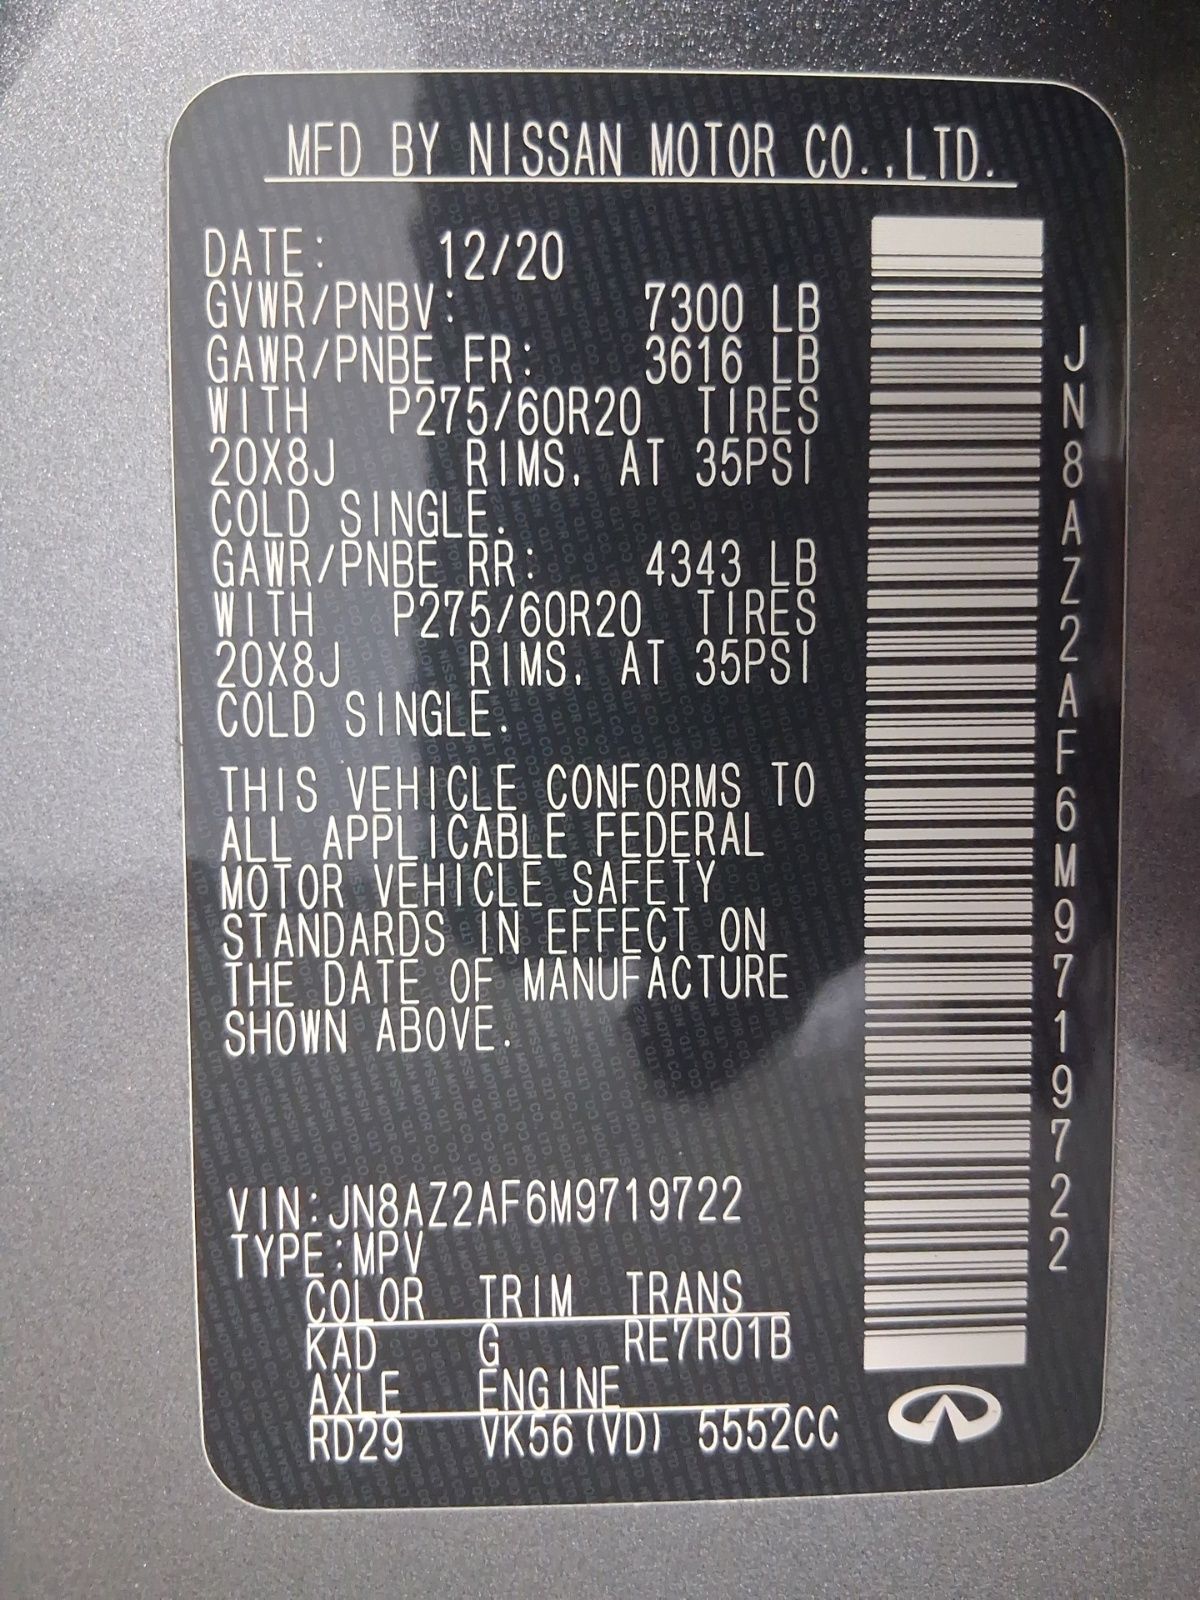 MFD BY NISSAN MOTOR CO.,LTD.
DATE: 12/20
GVWR/PNBV: 7300 LB
GAWR/PNBE FR: 3616 LB
WITH P275/60R20 TIRES
20X8J RIMS, AT 35PSI
COLD SINGLE.
GAWR/PNBE RR: 4343 LB
WITH P275/60R20 TIRES
20X8J RIMS, AT 35PSI
COLD SINGLE.
THIS VEHICLE CONFORMS TO
ALL APPLICABLE FEDERAL
MOTOR VEHICLE SAFETY
STANDARDS IN EFFECT ON
THE DATE OF MANUFACTURE
SHOWN ABOVE.
VIN:JN8AZ2AF6M9719722
TYPE:MPV
COLOR TRIM TRANS
KAD G RE7R01B
AXLE ENGINE
RD29 VK56(VD) 5552CC
JN8AZ2AF6M9719722